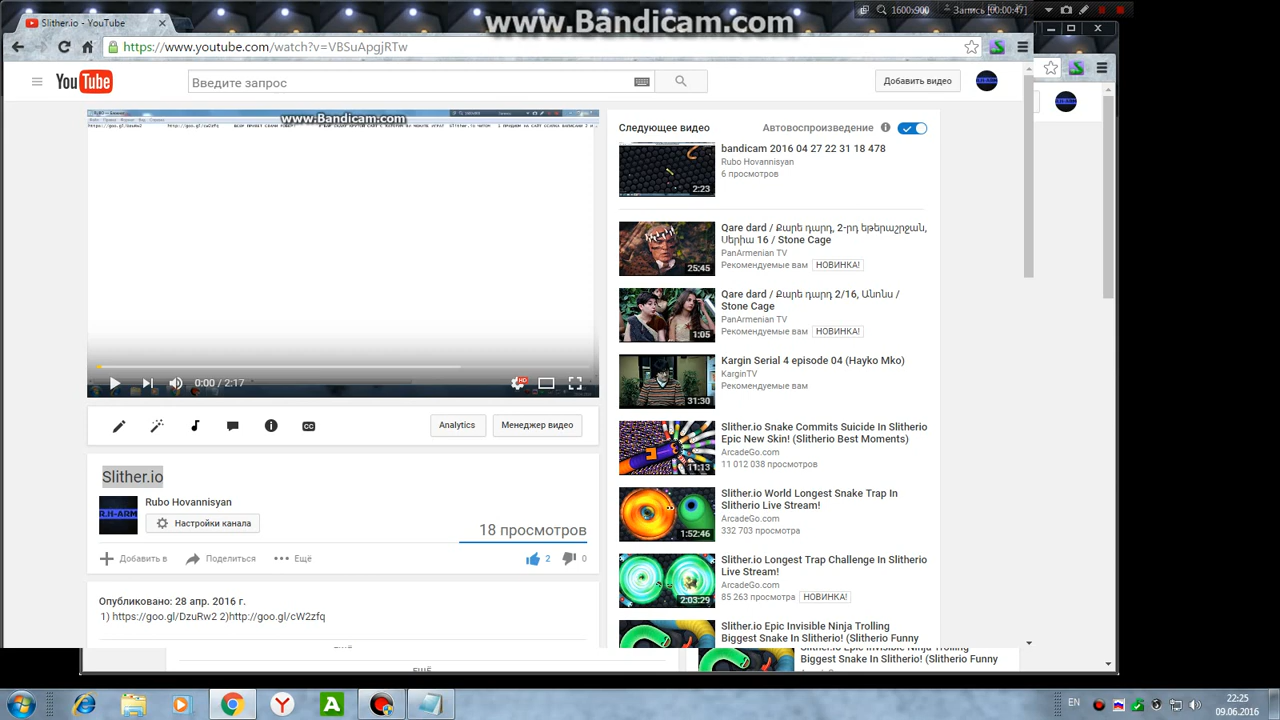 www.Bandicam.com
1600x900
Запись [00:00:47]
Slither.io - YouTube
https://www.youtube.com/watch?v=VBSuApgjRTw
YouTube
Введите запрос
Добавить видео
R.H-ARM
www.Bandicam.com
0:00 / 2:17
HD
Analytics
Менеджер видео
Slither.io
R.H-ARM
Rubo Hovannisyan
Настройки канала
18 просмотров
Добавить в
Поделиться
Ещё
2
0
Опубликовано: 28 апр. 2016 г.
1) https://goo.gl/DzuRw2 2)http://goo.gl/cW2zfq
ЕЩЁ
Следующее видео
Автовоспроизведение
bandicam 2016 04 27 22 31 18 478
Rubo Hovannisyan
6 просмотров
2:23
Qare dard / Քարե դարդ, 2-րդ եթերաշրջան,
Սերիա 16 / Stone Cage
PanArmenian TV
Рекомендуемые вам
НОВИНКА!
25:45
Qare dard / Քարե դարդ 2/16, Անոնս /
Stone Cage
PanArmenian TV
Рекомендуемые вам
НОВИНКА!
1:05
Kargin Serial 4 episode 04 (Hayko Mko)
KarginTV
Рекомендуемые вам
31:30
Slither.io Snake Commits Suicide In Slitherio
Epic New Skin! (Slitherio Best Moments)
ArcadeGo.com
11 012 038 просмотров
11:13
Slither.io World Longest Snake Trap In
Slitherio Live Stream!
ArcadeGo.com
332 703 просмотра
1:52:46
Slither.io Longest Trap Challenge In Slitherio
Live Stream!
ArcadeGo.com
85 263 просмотра
НОВИНКА!
2:03:29
Slither.io Epic Invisible Ninja Trolling
Biggest Snake In Slitherio! (Slitherio Funny
Biggest Snake In Slitherio! (Slitherio Funny
EN
22:25
09.06.2016